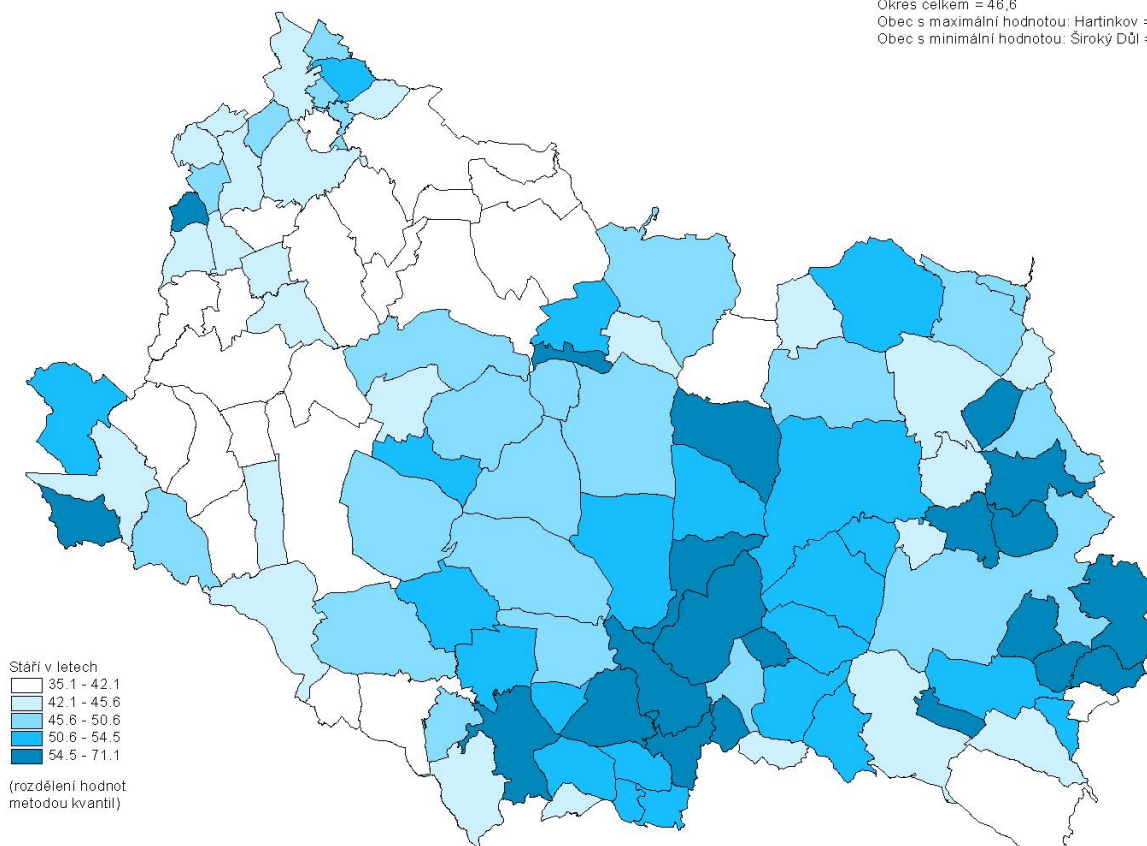 Okres celkem = 46,6
Obec s maximální hodnotou: Hartinkov =
Obec s minimální hodnotou: Široký Důl =
Stáří v letech
35.1 - 42.1
42.1 - 45.6
45.6 - 50.6
50.6 - 54.5
54.5 - 71.1
(rozdělení hodnot
metodou kvantil)